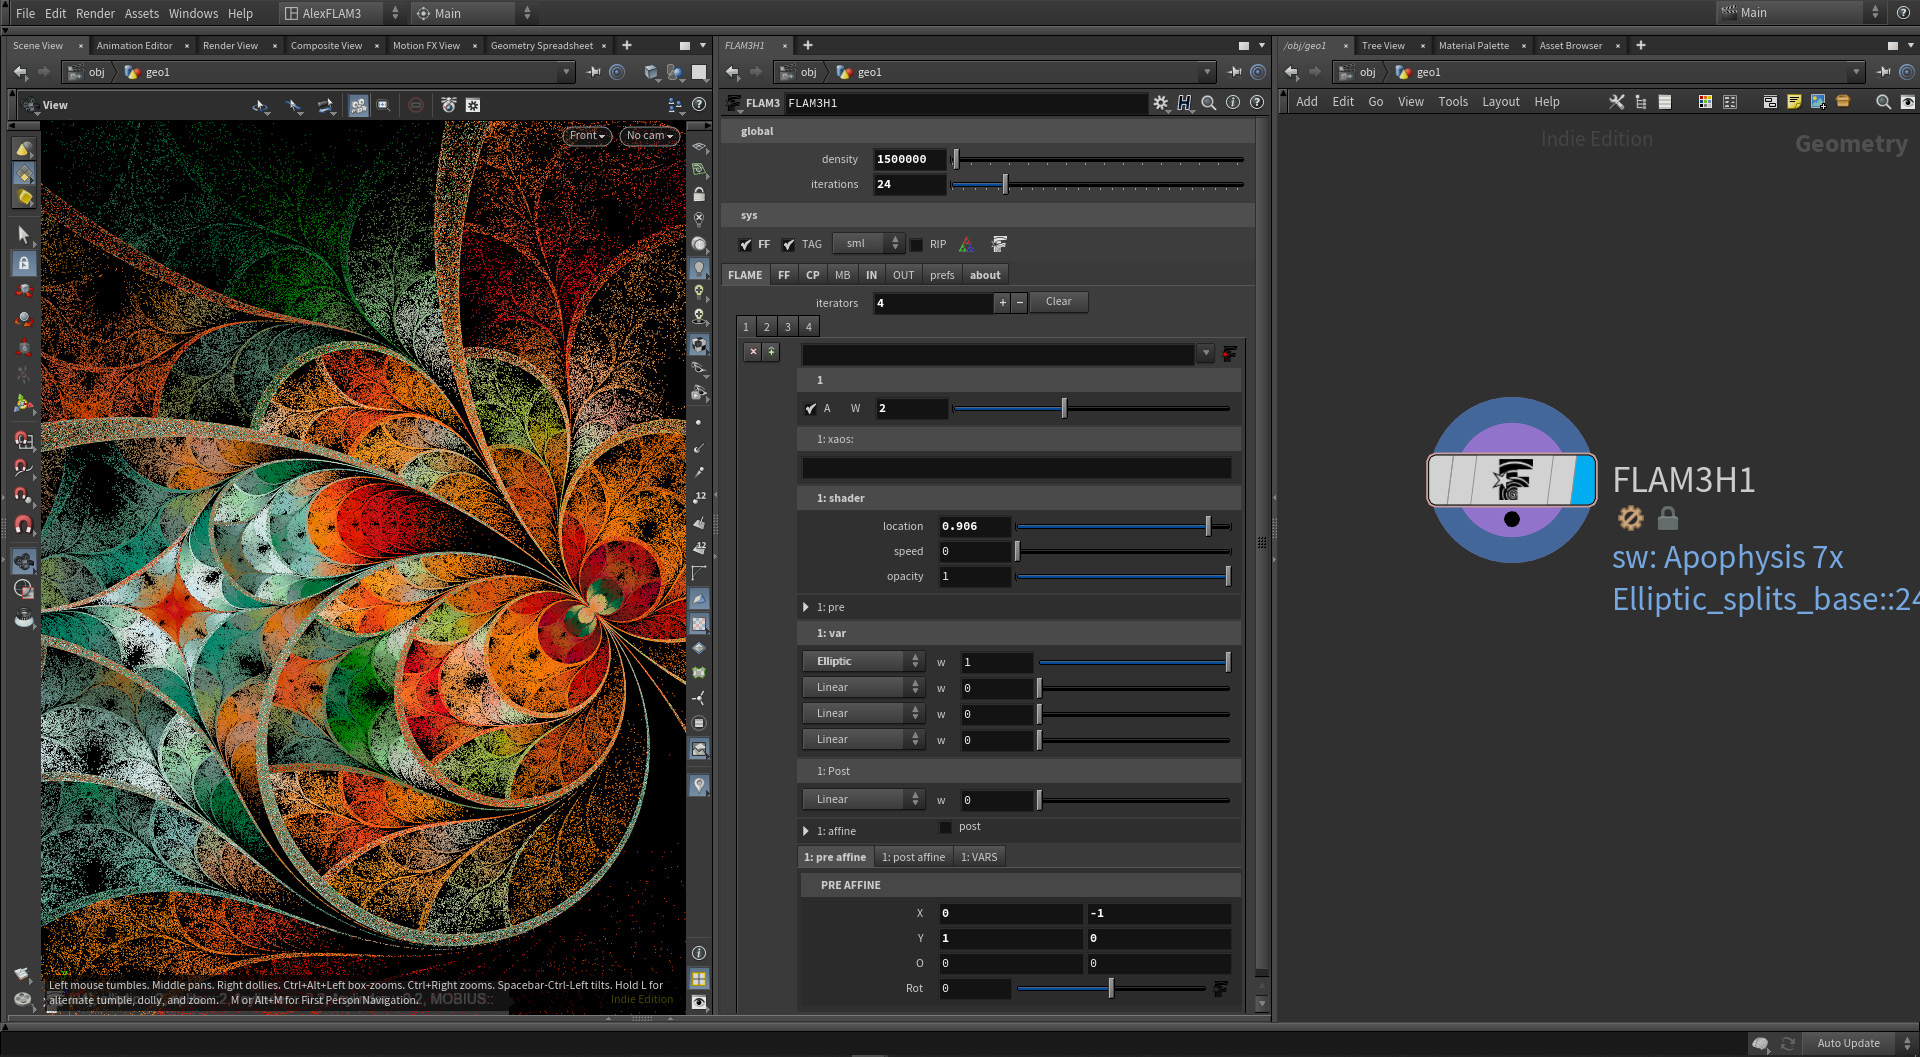 File Edit Render Assets Windows Help AlexFLAM3 Main Main
Scene View Animation Editor Render View Composite View Motion FX View Geometry Spreadsheet
obj geo1
View
Front No cam
Left mouse tumbles. Middle pans. Right dollies. Ctrl+Alt+Left box-zooms. Ctrl+Right zooms. Spacebar-Ctrl-Left tilts. Hold L for
alternate tumble, dolly, and zoom. M or Alt+M for First Person Navigation.
Indie Edition
FLAM3H1
obj geo1
FLAM3 FLAM3H1
global
density 1500000
iterations 24
sys
FF TAG sml RIP
FLAME FF CP MB IN OUT prefs about
iterators 4 + − Clear
1 2 3 4
1
A W 2
1: xaos:
1: shader
location 0.906
speed 0
opacity 1
1: pre
1: var
Elliptic w 1
Linear w 0
Linear w 0
Linear w 0
1: Post
Linear w 0
1: affine post
1: pre affine 1: post affine 1: VARS
PRE AFFINE
X 0 -1
Y 1 0
O 0 0
Rot 0
/obj/geo1 Tree View Material Palette Asset Browser
obj geo1
Add Edit Go View Tools Layout Help
Indie Edition
Geometry
FLAM3H1
sw: Apophysis 7x
Elliptic_splits_base::24
Auto Update